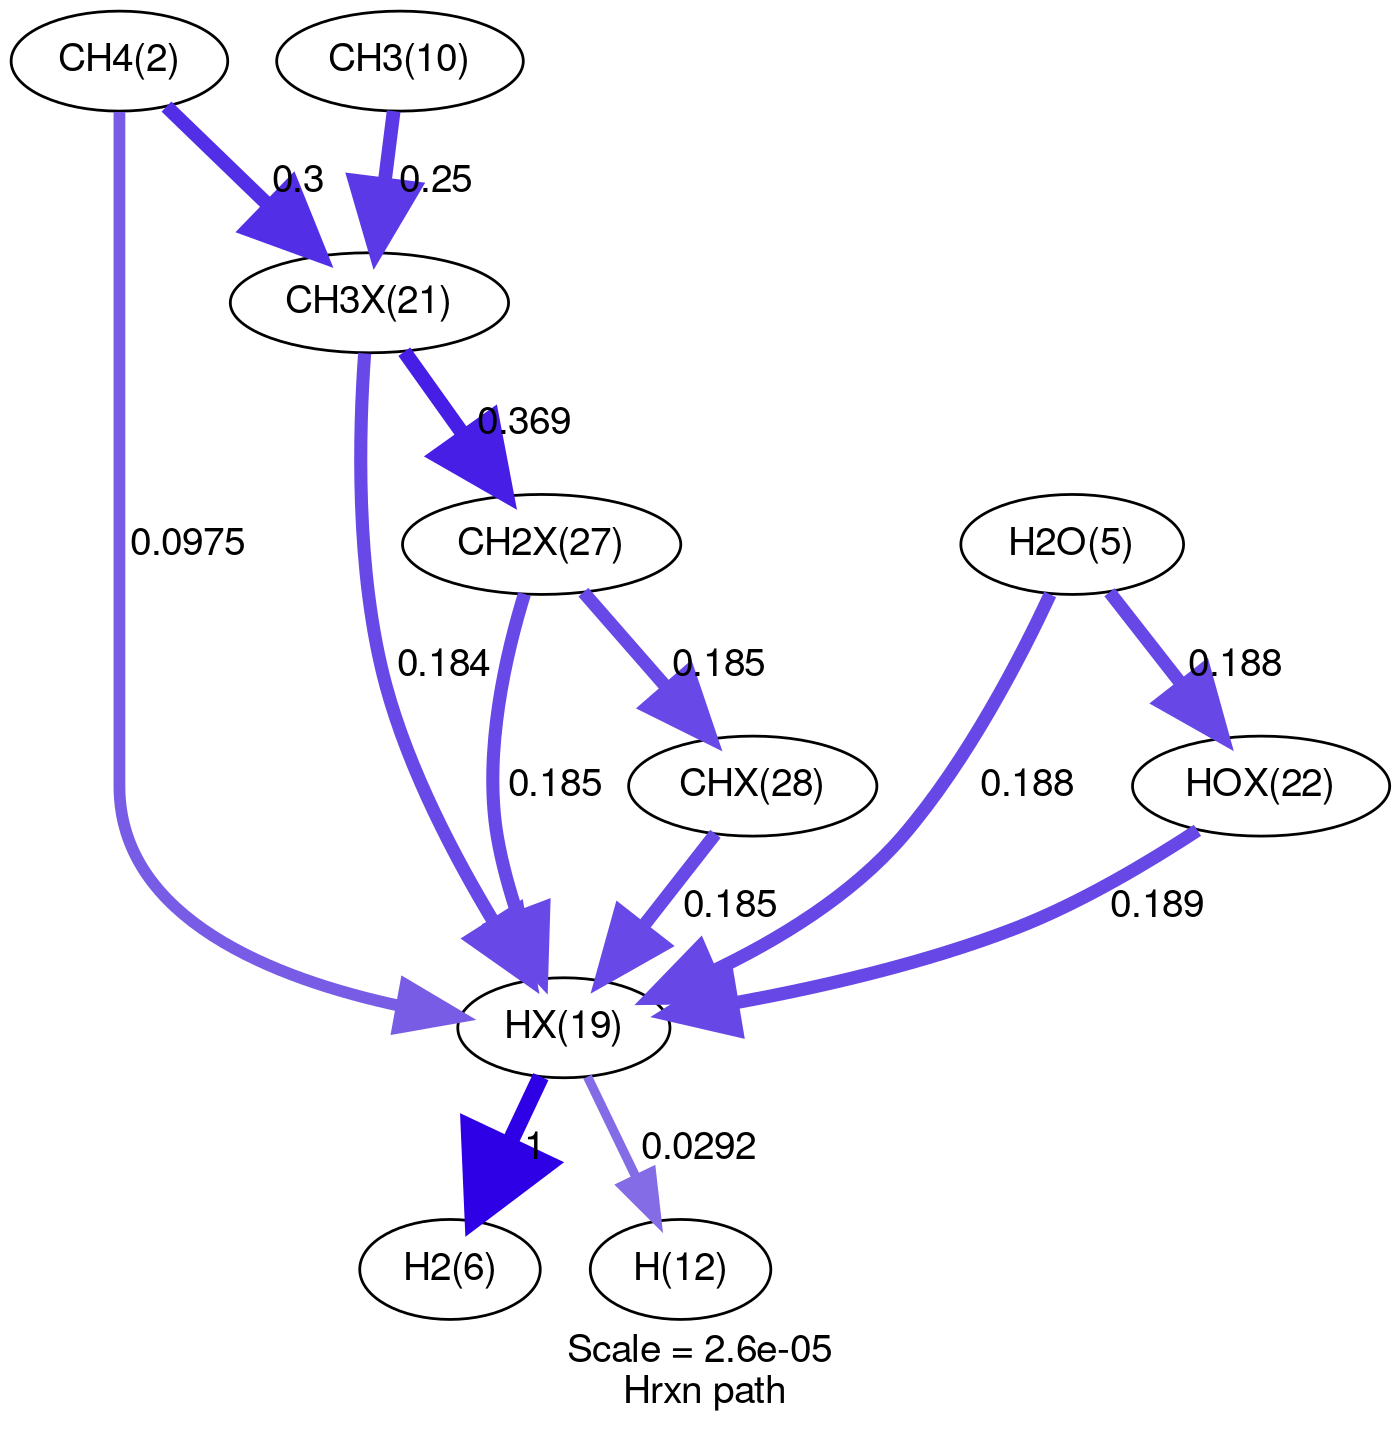 CH4(2)
CH3(10)
0.3
0.25
CH3X(21)
0.369
0.0975
CH2X(27)
H2O(5)
0.184
0.185
0.188
0.185
CHX(28)
0.188
HOX(22)
0.185
0.189
HX(19)
1
0.0292
H2(6)
H(12)
Scale = 2.6e-05
Hrxn path